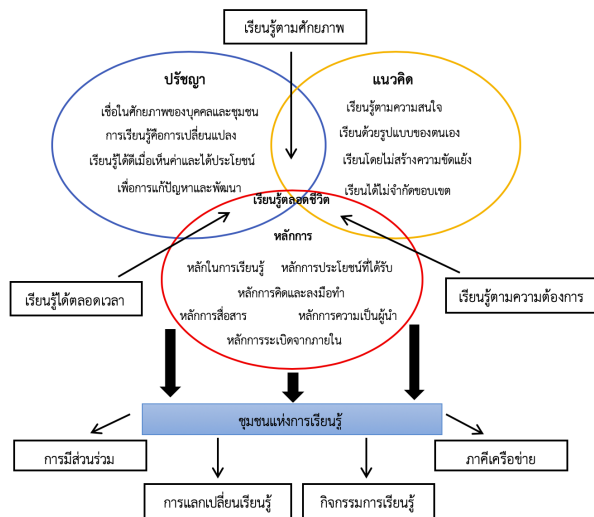 เรียนรู้ตามศักยภาพ
ปรัชญา
เชื่อในศักยภาพของบุคคลและชุมชน
การเรียนรู้คือการเปลี่ยนแปลง
เรียนรู้ได้ดีเมื่อเห็นค่าและได้ประโยชน์
เพื่อการแก้ปัญหาและพัฒนา
แนวคิด
เรียนรู้ตามความสนใจ
เรียนด้วยรูปแบบของตนเอง
เรียนโดยไม่สร้างความขัดแย้ง
เรียนได้ไม่จำกัดขอบเขต
เรียนรู้ตลอดชีวิต
หลักการ
หลักในการเรียนรู้ หลักการประโยชน์ที่ได้รับ
หลักการคิดและลงมือทำ
หลักการสื่อสาร หลักการความเป็นผู้นำ
หลักการระเบิดจากภายใน
เรียนรู้ได้ตลอดเวลา
เรียนรู้ตามความต้องการ
ชุมชนแห่งการเรียนรู้
การมีส่วนร่วม
ภาคีเครือข่าย
การแลกเปลี่ยนเรียนรู้
กิจกรรมการเรียนรู้